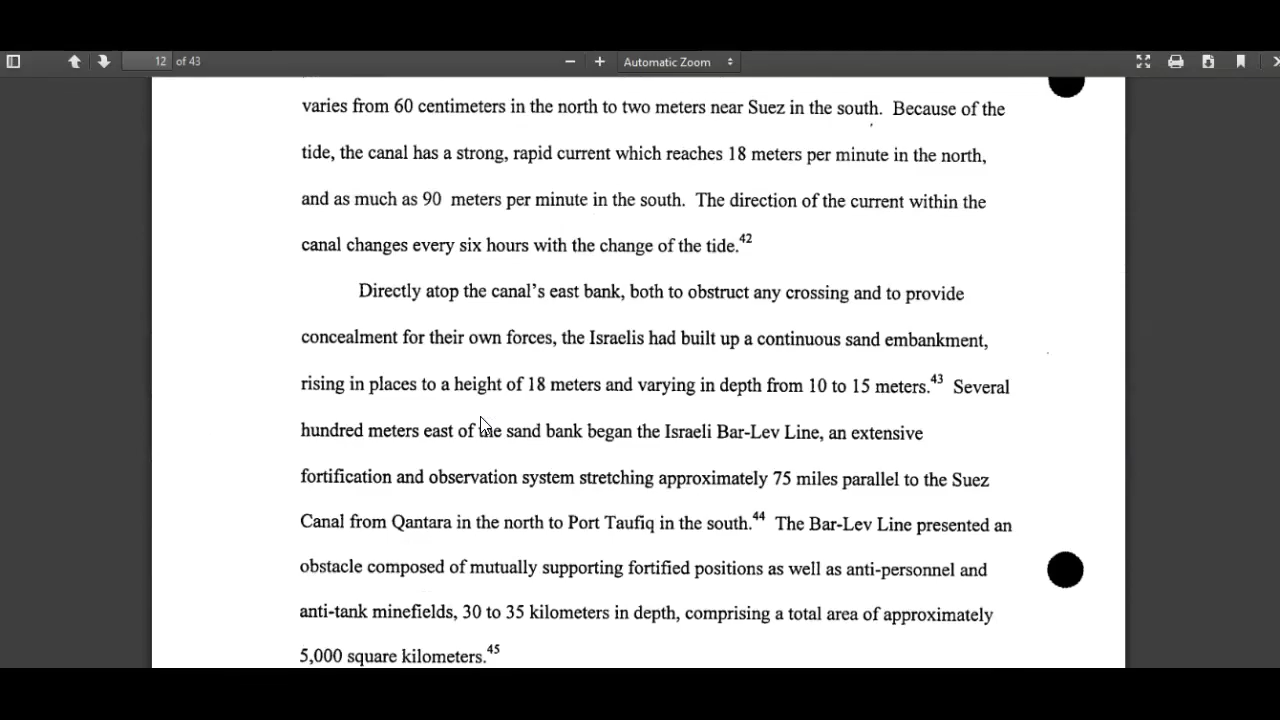 12 of 43
Automatic Zoom
varies from 60 centimeters in the north to two meters near Suez in the south. Because of the
tide, the canal has a strong, rapid current which reaches 18 meters per minute in the north,
and as much as 90 meters per minute in the south. The direction of the current within the
canal changes every six hours with the change of the tide.42
Directly atop the canal's east bank, both to obstruct any crossing and to provide
concealment for their own forces, the Israelis had built up a continuous sand embankment,
rising in places to a height of 18 meters and varying in depth from 10 to 15 meters.43 Several
hundred meters east of the sand bank began the Israeli Bar-Lev Line, an extensive
fortification and observation system stretching approximately 75 miles parallel to the Suez
Canal from Qantara in the north to Port Taufiq in the south.44 The Bar-Lev Line presented an
obstacle composed of mutually supporting fortified positions as well as anti-personnel and
anti-tank minefields, 30 to 35 kilometers in depth, comprising a total area of approximately
5,000 square kilometers.45